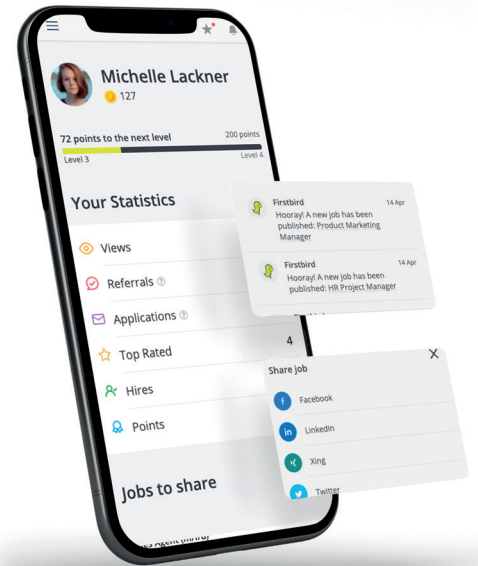 Michelle Lackner
127
72 points to the next level
200 points
Level 3
Level 4
Your Statistics
Views
Referrals
Applications
Top Rated
4
Hires
Points
Jobs to share
Agent (m/f/d)
Firstbird
14 Apr
Hooray! A new job has been
published: Product Marketing
Manager
Firstbird
14 Apr
Hooray! A new job has been
published: HR Project Manager
Share job
Facebook
LinkedIn
Xing
Twitter